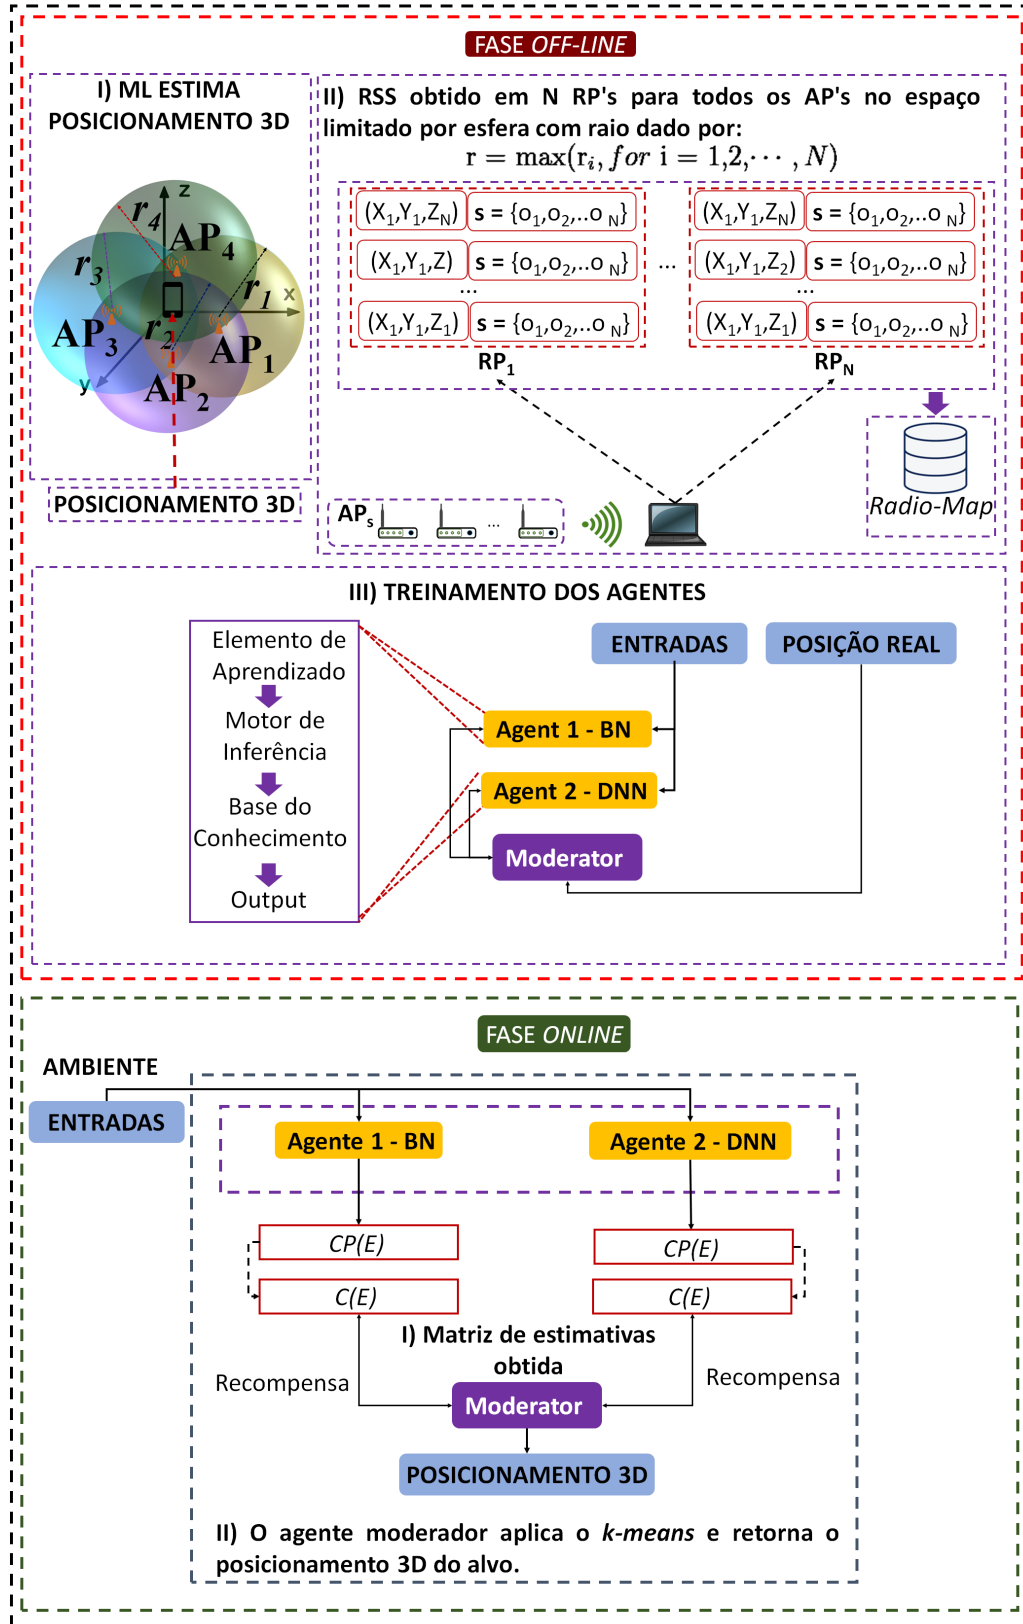 FASE OFF-LINE
I) ML ESTIMA
POSICIONAMENTO 3D
z
r4
AP4
r3
r1
x
AP3
r2
AP1
y
AP2
POSICIONAMENTO 3D
II) RSS obtido em N RP's para todos os AP's no espaço
limitado por esfera com raio dado por:
r = max(ri, for i = 1,2,⋯ , N)
(X1,Y1,ZN) s = {o1,o2,..o N} (X1,Y1,ZN) s = {o1,o2,..o N}
(X1,Y1,Z) s = {o1,o2,..o N} ... (X1,Y1,Z2) s = {o1,o2,..o N}
... ...
(X1,Y1,Z1) s = {o1,o2,..o N} (X1,Y1,Z1) s = {o1,o2,..o N}
RP1 RPN
Radio-Map
APs ...
III) TREINAMENTO DOS AGENTES
Elemento de
Aprendizado
Motor de
Inferência
Base do
Conhecimento
Output
ENTRADAS POSIÇÃO REAL
Agent 1 - BN
Agent 2 - DNN
Moderator
FASE ONLINE
AMBIENTE
ENTRADAS
Agente 1 - BN Agente 2 - DNN
CP(E) CP(E)
C(E) C(E)
I) Matriz de estimativas
obtida
Recompensa Recompensa
Moderator
POSICIONAMENTO 3D
II) O agente moderador aplica o k-means e retorna o
posicionamento 3D do alvo.